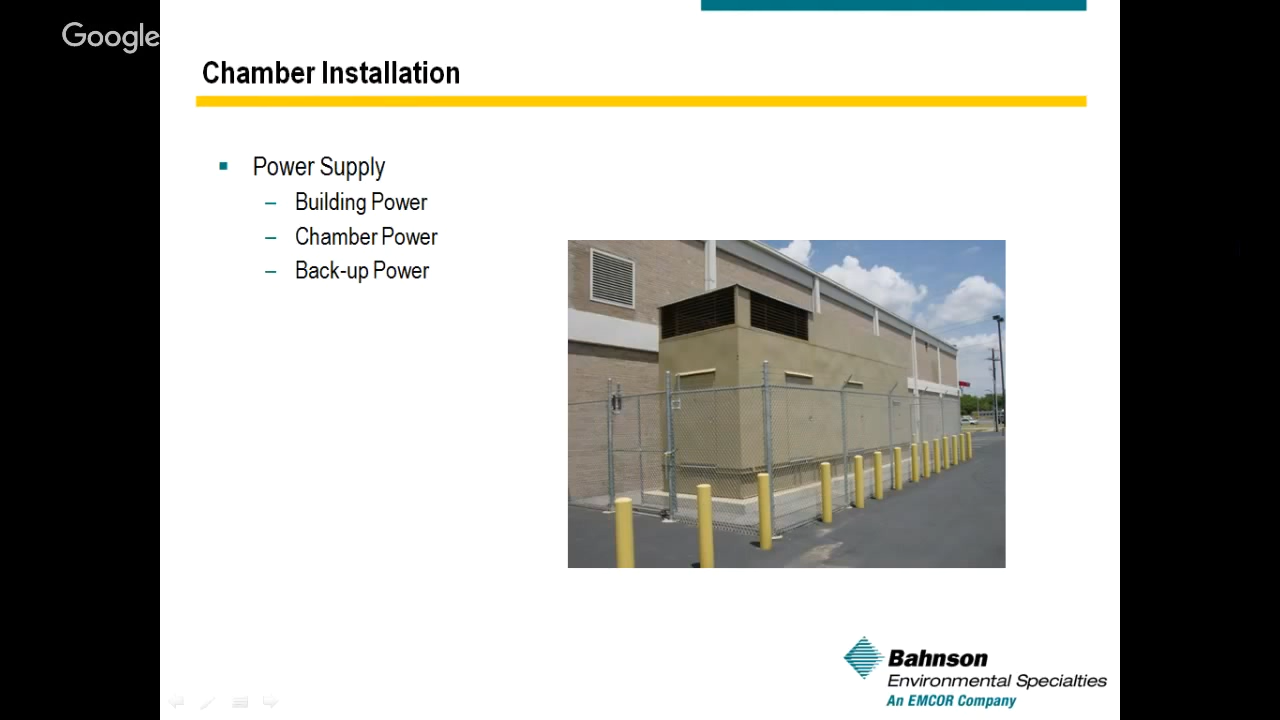 Google
Chamber Installation
Power Supply
– Building Power
– Chamber Power
– Back-up Power
Bahnson
Environmental Specialties
An EMCOR Company